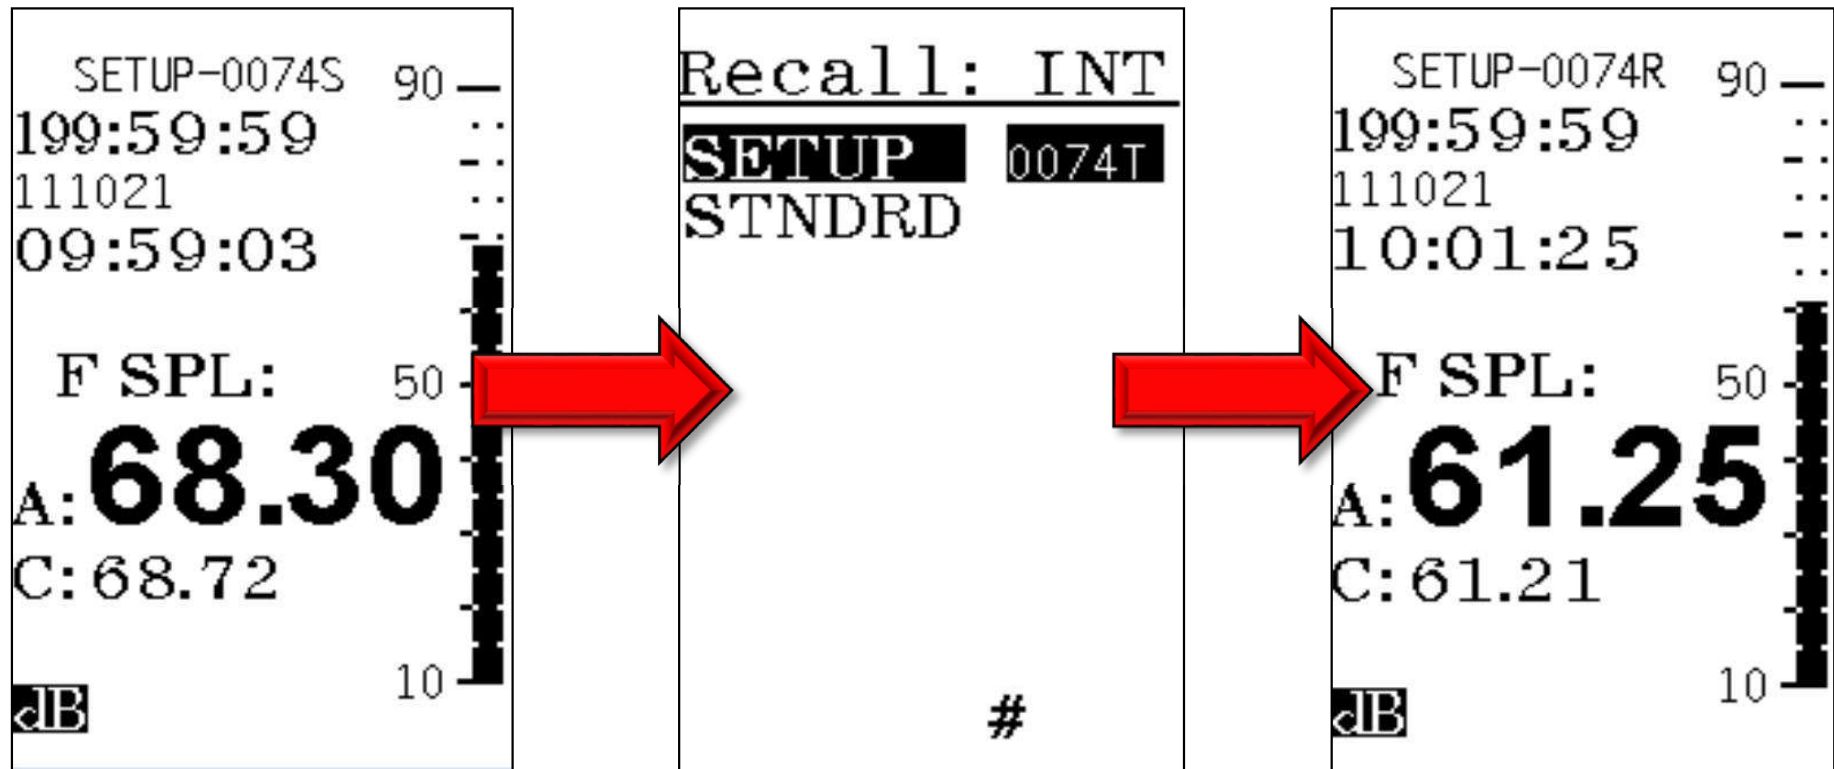 SETUP-0074S
90
199:59:59
111021
09:59:03
F SPL:
50
A:68.30
C:68.72
10
dB
Recall: INT
SETUP 0074T
STNDRD
#
SETUP-0074R
90
199:59:59
111021
10:01:25
F SPL:
50
A:61.25
C:61.21
10
dB